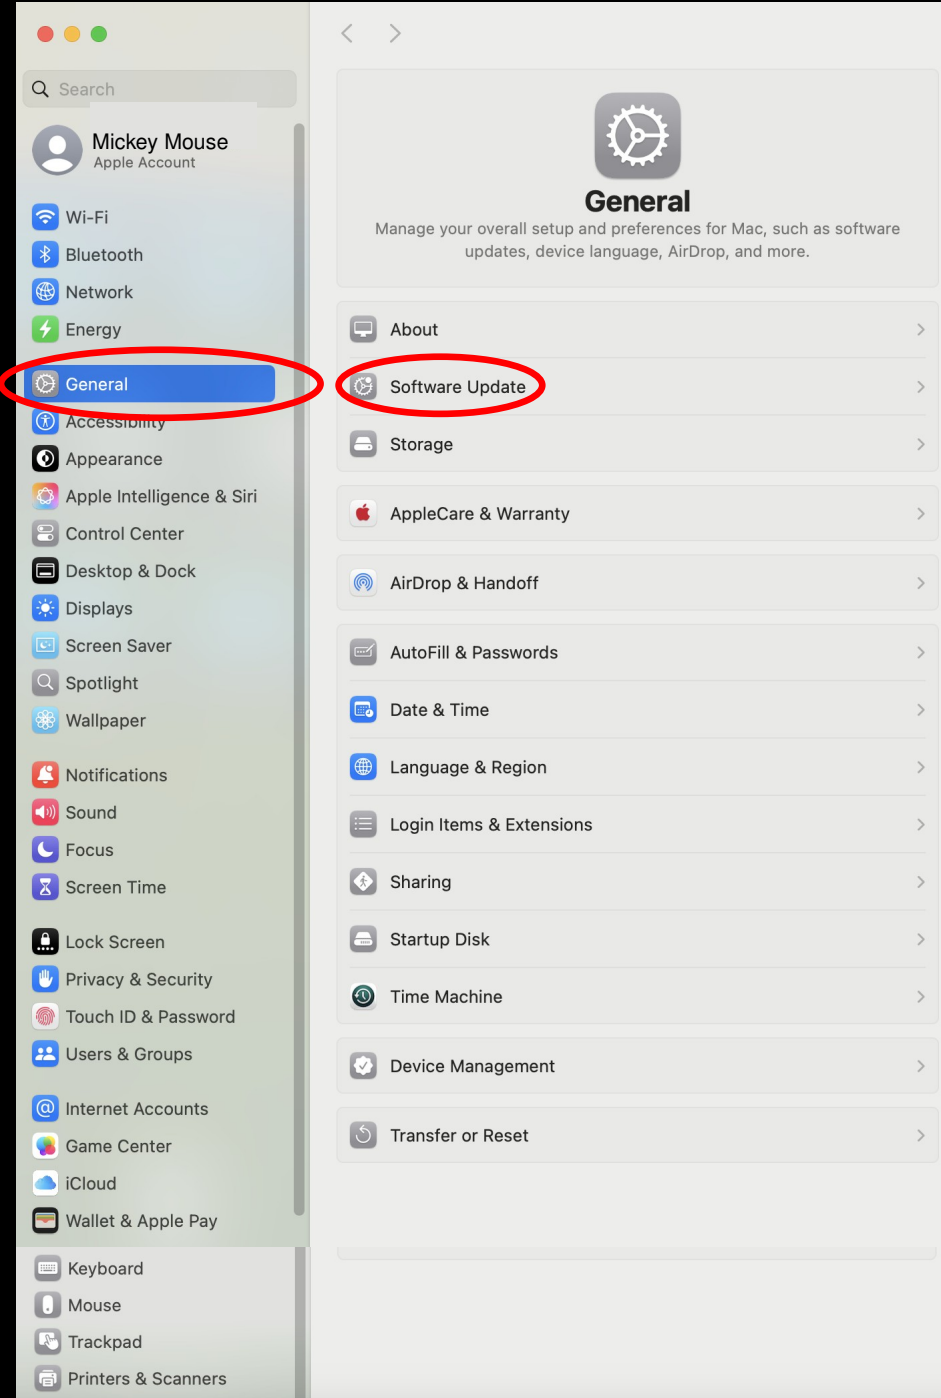 Search
Mickey Mouse
Apple Account
Wi-Fi
Bluetooth
Network
Energy
General
Accessibility
Appearance
Apple Intelligence & Siri
Control Center
Desktop & Dock
Displays
Screen Saver
Spotlight
Wallpaper
Notifications
Sound
Focus
Screen Time
Lock Screen
Privacy & Security
Touch ID & Password
Users & Groups
Internet Accounts
Game Center
iCloud
Wallet & Apple Pay
Keyboard
Mouse
Trackpad
Printers & Scanners
General
Manage your overall setup and preferences for Mac, such as software
updates, device language, AirDrop, and more.
About
Software Update
Storage
AppleCare & Warranty
AirDrop & Handoff
AutoFill & Passwords
Date & Time
Language & Region
Login Items & Extensions
Sharing
Startup Disk
Time Machine
Device Management
Transfer or Reset